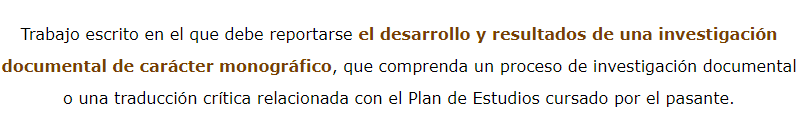 Trabajo escrito en el que debe reportarse el desarrollo y resultados de una investigación
documental de carácter monográfico, que comprenda un proceso de investigación documental
o una traducción crítica relacionada con el Plan de Estudios cursado por el pasante.